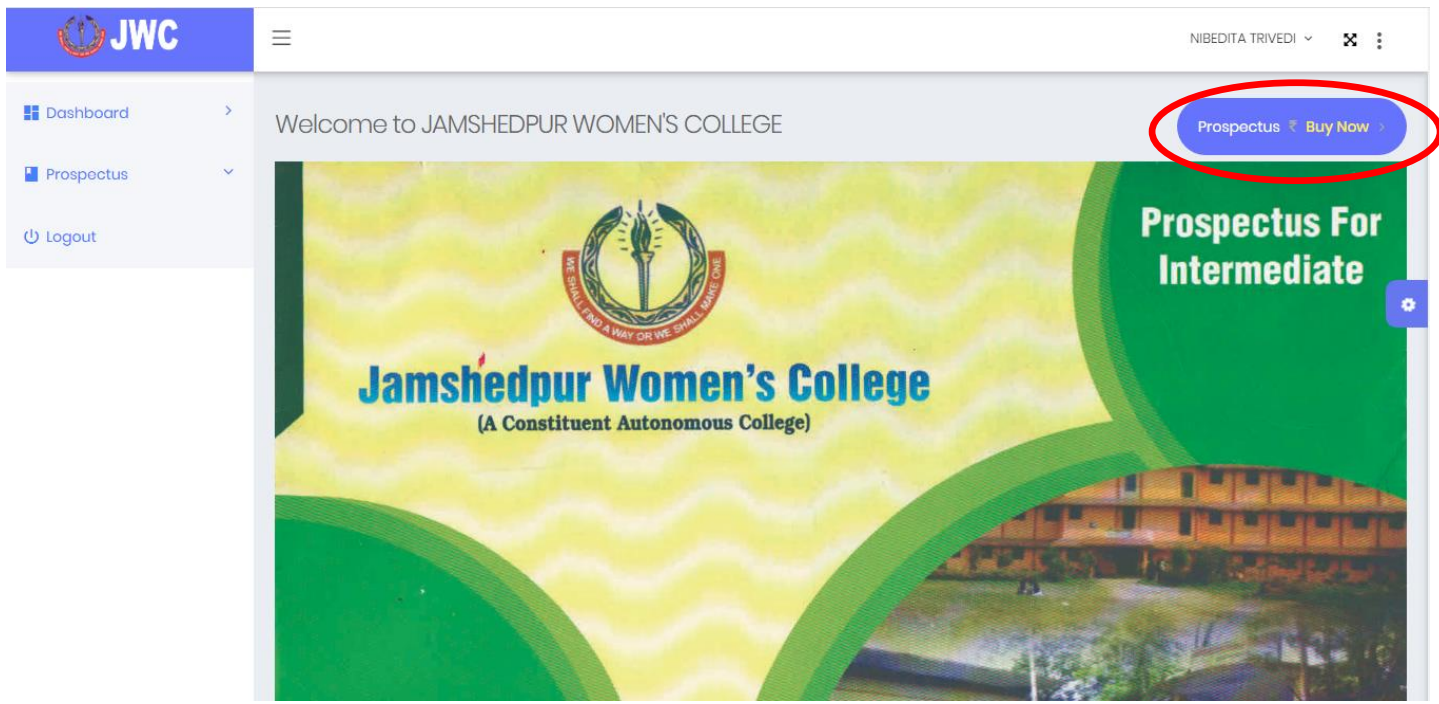 JWC
NIBEDITA TRIVEDI
Dashboard
Welcome to JAMSHEDPUR WOMEN'S COLLEGE
Prospectus ₹ Buy Now
Prospectus
Logout
Prospectus For
Intermediate
WE SHALL FIND A WAY OR WE SHALL MAKE ONE
Jamshedpur Women's College
(A Constituent Autonomous College)